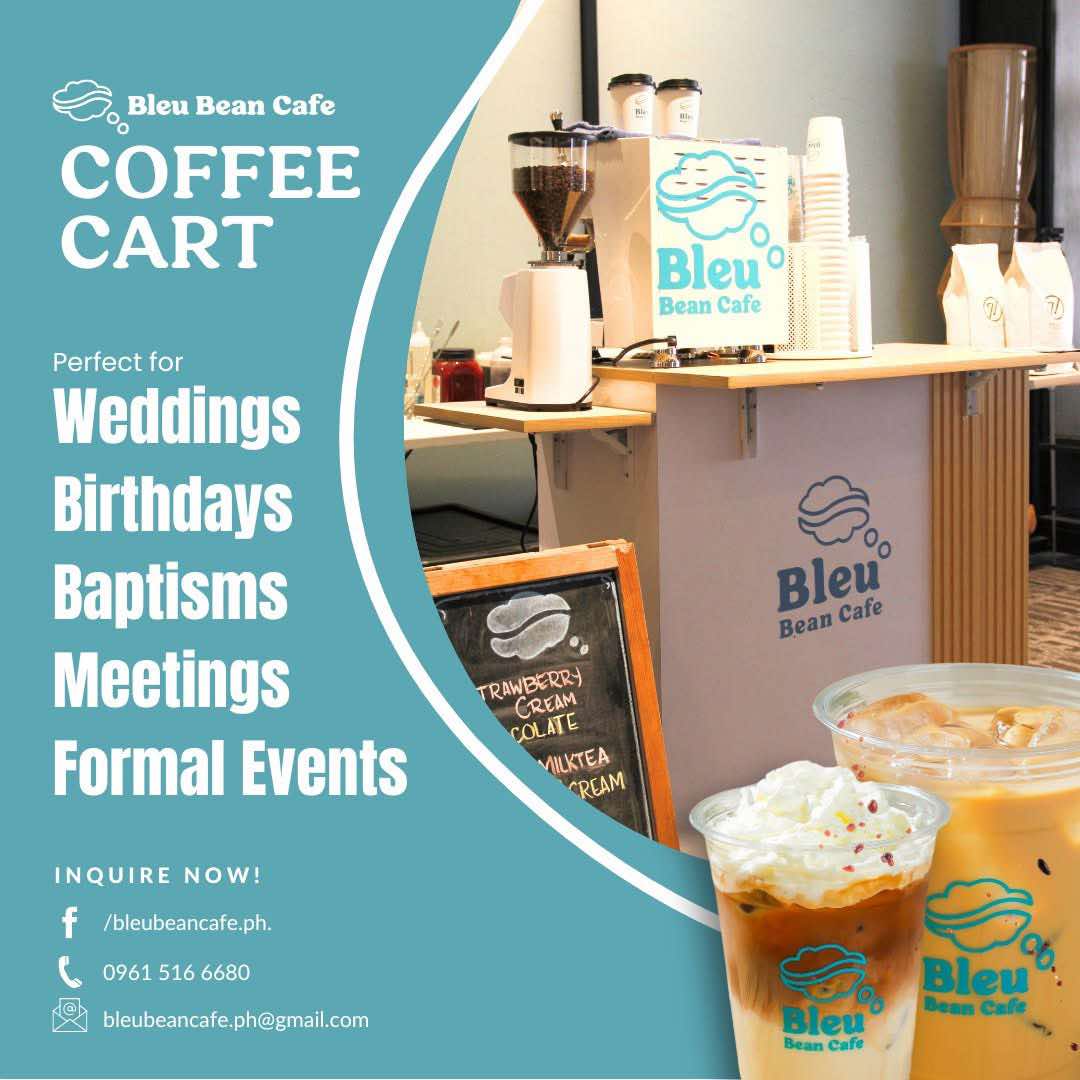 Bleu Bean Cafe
COFFEE
CART
Perfect for
Weddings
Birthdays
Baptisms
Meetings
Formal Events
INQUIRE NOW!
/bleubeancafe.ph.
0961 516 6680
bleubeancafe.ph@gmail.com
Bleu
Bean Cafe
Bleu
Bean Cafe
CREAM
MILKTEA
CREAM
Bleu
Bean Cafe
Bleu
Bean Cafe